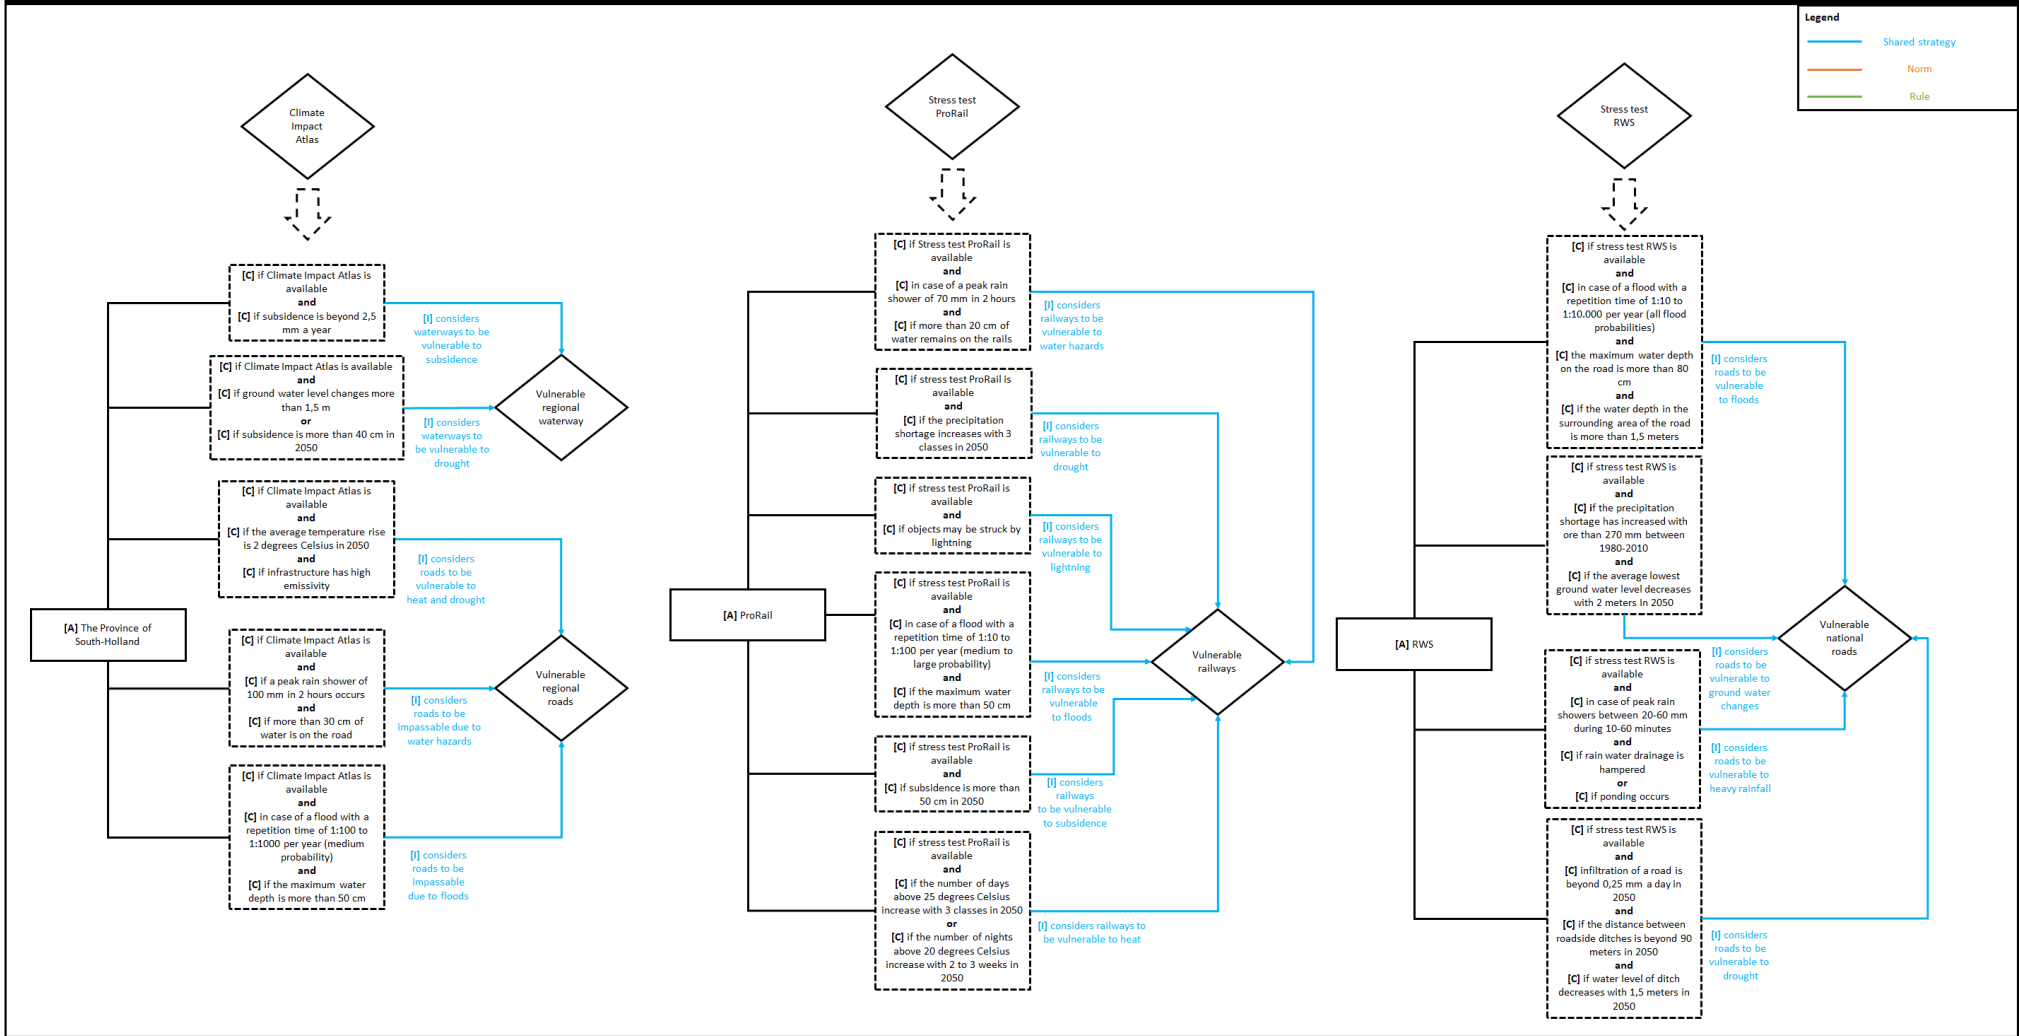 Legend
Shared strategy
Norm
Rule
Climate
Impact
Atlas
[C] if Climate Impact Atlas is
available
and
[C] if subsidence is beyond 2,5
mm a year
[I] considers
waterways to be
vulnerable to
subsidence
[C] if Climate Impact Atlas is available
and
[C] if ground water level changes more
than 1,5 m
or
[C] if subsidence is more than 40 cm in
2050
[I] considers
waterways to
be vulnerable to
drought
Vulnerable
regional
waterway
[C] if Climate Impact Atlas is
available
and
[C] if the average temperature rise
is 2 degrees Celsius in 2050
and
[C] if infrastructure has high
emissivity
[I] considers
roads to be
vulnerable to
heat and drought
[A] The Province of
South-Holland
[C] if Climate Impact Atlas is
available
and
[C] if a peak rain shower of
100 mm in 2 hours occurs
and
[C] if more than 30 cm of
water is on the road
[I] considers
roads to be
impassable due to
water hazards
Vulnerable
regional
roads
[C] if Climate Impact Atlas is
available
and
[C] in case of a flood with a
repetition time of 1:100 to
1:1000 per year (medium
probability)
and
[C] if the maximum water
depth is more than 50 cm
[I] considers
roads to be
impassable
due to floods
Stress test
ProRail
[C] if Stress test ProRail is
available
and
[C] in case of a peak rain
shower of 70 mm in 2 hours
and
[C] if more than 20 cm of
water remains on the rails
[I] considers
railways to be
vulnerable to
water hazards
[C] if stress test ProRail is
available
and
[C] if the precipitation
shortage increases with 3
classes in 2050
[I] considers
railways to be
vulnerable to
drought
[C] if stress test ProRail is
available
and
[C] if objects may be struck by
lightning
[I] considers
railways to be
vulnerable to
lightning
[A] ProRail
[C] if stress test ProRail is
available
and
[C] in case of a flood with a
repetition time of 1:10 to
1:100 per year (medium to
large probability)
and
[C] if the maximum water
depth is more than 50 cm
[I] considers
railways to be
vulnerable
to floods
Vulnerable
railways
[C] if stress test ProRail is
available
and
[C] if subsidence is more than
50 cm in 2050
[I] considers
railways
to be vulnerable
to subsidence
[C] if stress test ProRail is
available
and
[C] if the number of days
above 25 degrees Celsius
increase with 3 classes in 2050
or
[C] if the number of nights
above 20 degrees Celsius
increase with 2 to 3 weeks in
2050
[I] considers railways to
be vulnerable to heat
Stress test
RWS
[C] if stress test RWS is
available
and
[C] in case of a flood with a
repetition time of 1:10 to
1:10.000 per year (all flood
probabilities)
and
[C] the maximum water depth
on the road is more than 80
cm
and
[C] if the water depth in the
surrounding area of the road
is more than 1,5 meters
[I] considers
roads to be
vulnerable
to floods
[C] if stress test RWS is
available
and
[C] if the precipitation
shortage has increased with
ore than 270 mm between
1980-2010
and
[C] if the average lowest
ground water level decreases
with 2 meters In 2050
[I] considers
roads to be
vulnerable to
ground water
changes
[A] RWS
Vulnerable
national
roads
[C] if stress test RWS is
available
and
[C] in case of peak rain
showers between 20-60 mm
during 10-60 minutes
and
[C] if rain water drainage is
hampered
or
[C] if ponding occurs
[I] considers
roads to be
vulnerable to
heavy rainfall
[C] if stress test RWS is
available
and
[C] infiltration of a road is
beyond 0,25 mm a day in
2050
and
[C] if the distance between
roadside ditches is beyond 90
meters in 2050
and
[C] if water level of ditch
decreases with 1,5 meters in
2050
[I] considers
roads to be
vulnerable to
drought